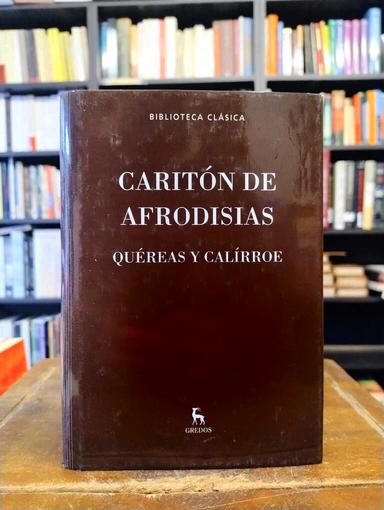 BIBLIOTECA CLÁSICA
CARITÓN DE
AFRODISIAS
QUÉREAS Y CALÍRROE
GREDOS